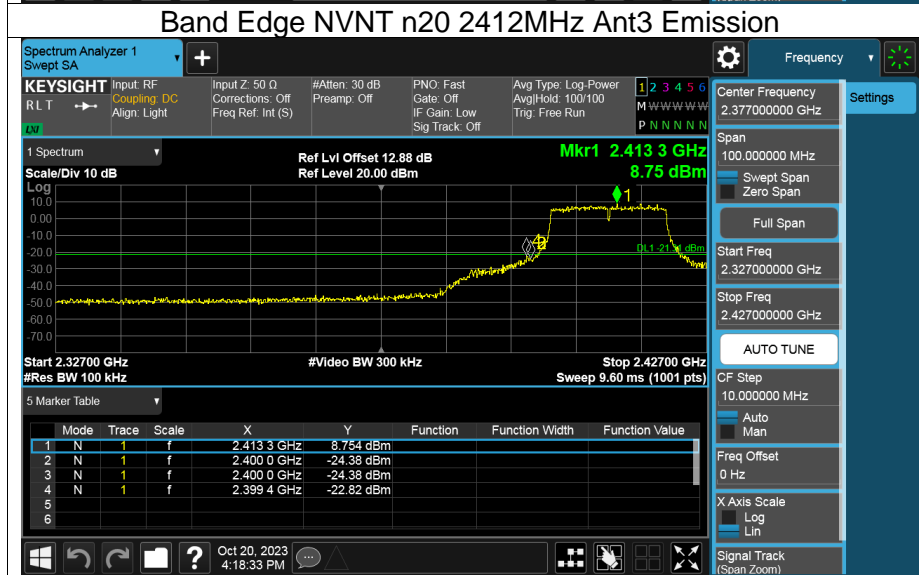 (Span Zoom)
Band Edge NVNT n20 2412MHz Ant3 Emission
Spectrum Analyzer 1
Swept SA
+
Frequency
KEYSIGHT Input: RF Input Z: 50 Ω #Atten: 30 dB PNO: Fast Avg Type: Log-Power 1 2 3 4 5 6
RLT Coupling: DC Corrections: Off Preamp: Off Gate: Off Avg|Hold: 100/100 M W W W W W
Align: Light Freq Ref: Int (S) IF Gain: Low Trig: Free Run
LXI Sig Track: Off P N N N N N
Center Frequency
2.377000000 GHz
Settings
1 Spectrum
Ref Lvl Offset 12.88 dB Mkr1 2.413 3 GHz
Scale/Div 10 dB Ref Level 20.00 dBm 8.75 dBm
Log
10.0
0.00
-10.0
-20.0
-30.0
-40.0
-50.0
-60.0
-70.0
1
Start 2.32700 GHz #Video BW 300 kHz Stop 2.42700 GHz
#Res BW 100 kHz Sweep 9.60 ms (1001 pts)
Span
100.000000 MHz
Swept Span
Zero Span
Full Span
Start Freq
2.327000000 GHz
Stop Freq
2.427000000 GHz
AUTO TUNE
CF Step
10.000000 MHz
Auto
Man
Freq Offset
0 Hz
X Axis Scale
Log
Lin
Signal Track
(Span Zoom)
5 Marker Table
Mode Trace Scale X Y Function Function Width Function Value
1 N 1 f 2.413 3 GHz 8.754 dBm
2 N 1 f 2.400 0 GHz -24.38 dBm
3 N 1 f 2.400 0 GHz -24.38 dBm
4 N 1 f 2.399 4 GHz -22.82 dBm
5
6
? Oct 20, 2023
4:18:33 PM